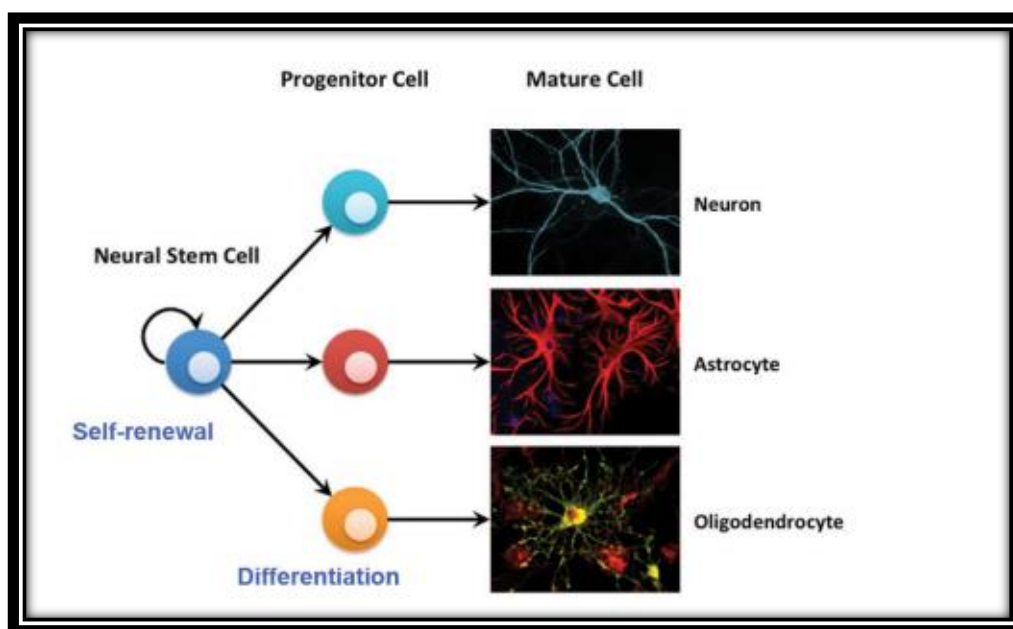 Progenitor Cell
Mature Cell
Neuron
Neural Stem Cell
Astrocyte
Self-renewal
Oligodendrocyte
Differentiation